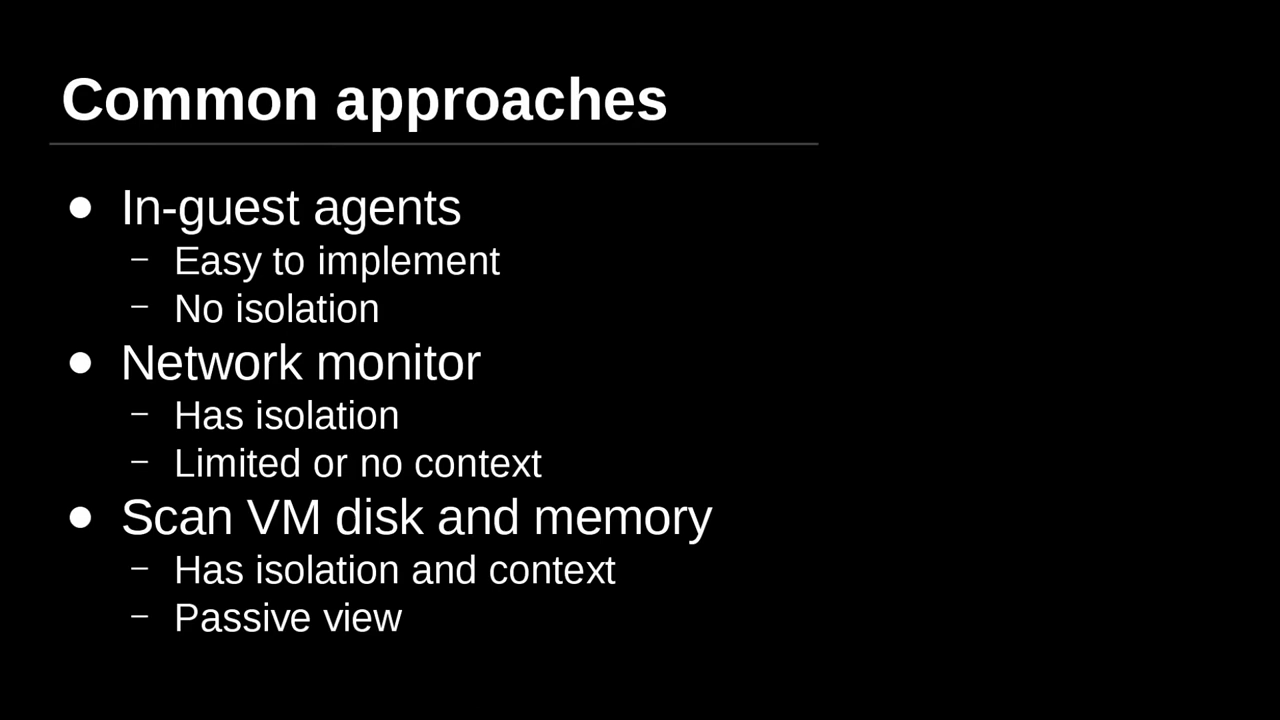 Common approaches
● In-guest agents
– Easy to implement
– No isolation
● Network monitor
– Has isolation
– Limited or no context
● Scan VM disk and memory
– Has isolation and context
– Passive view